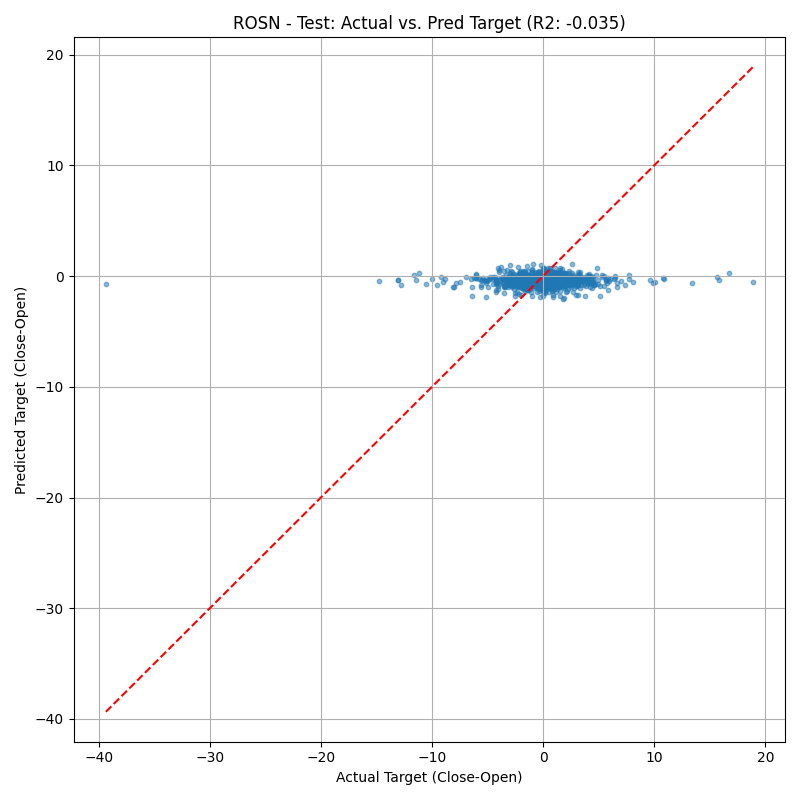 ROSN - Test: Actual vs. Pred Target (R2: -0.035)
20
10
0
−10
−20
−30
−40
Predicted Target (Close-Open)
−40 −30 −20 −10 0 10 20
Actual Target (Close-Open)